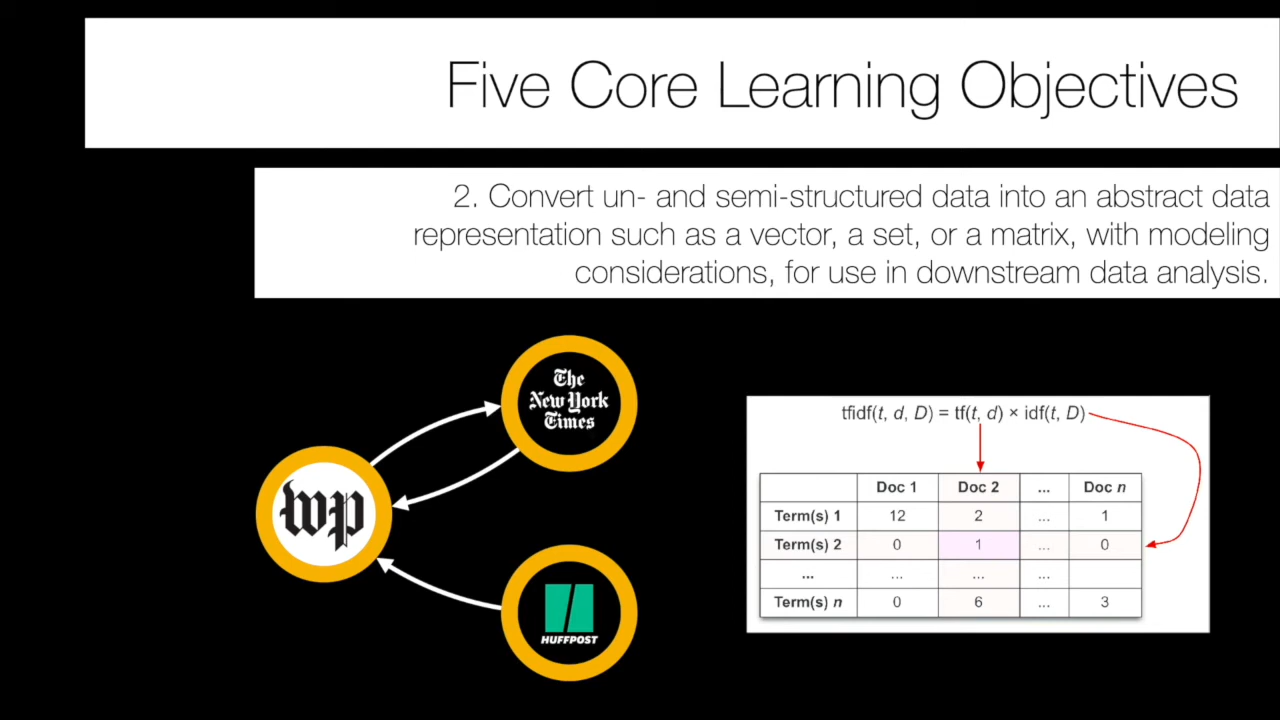 Five Core Learning Objectives
2. Convert un- and semi-structured data into an abstract data
representation such as a vector, a set, or a matrix, with modeling
considerations, for use in downstream data analysis.
The
New York
Times
wp
HUFFPOST
tfidf(t, d, D) = tf(t, d) × idf(t, D)
Doc 1 Doc 2 ... Doc n
Term(s) 1 12 2 ... 1
Term(s) 2 0 1 ... 0
... ... ... ...
Term(s) n 0 6 ... 3